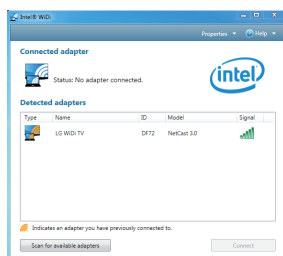 Intel® WiDi
Properties Help
Connected adapter
Status: No adapter connected.
intel
Detected adapters
Type Name ID Model Signal
LG WiDi TV DF72 NetCast 3.0
Indicates an adapter you have previously connected to.
Scan for available adapters Connect